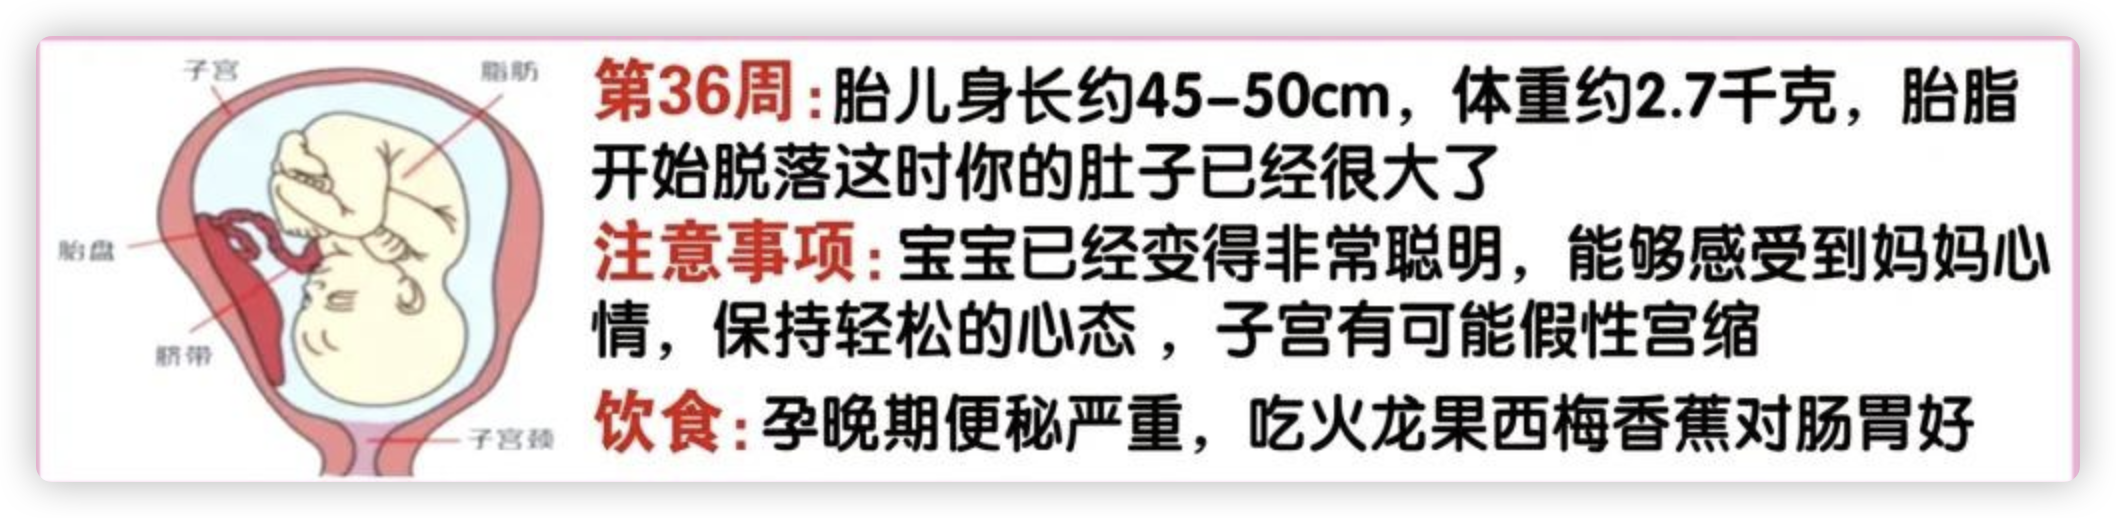 子宫
脂肪
胎盘
脐带
子宫颈
第36周:胎儿身长约45-50cm，体重约2.7千克，胎脂
开始脱落这时你的肚子已经很大了
注意事项:宝宝已经变得非常聪明，能够感受到妈妈心
情，保持轻松的心态，子宫有可能假性宫缩
饮食:孕晚期便秘严重，吃火龙果西梅香蕉对肠胃好